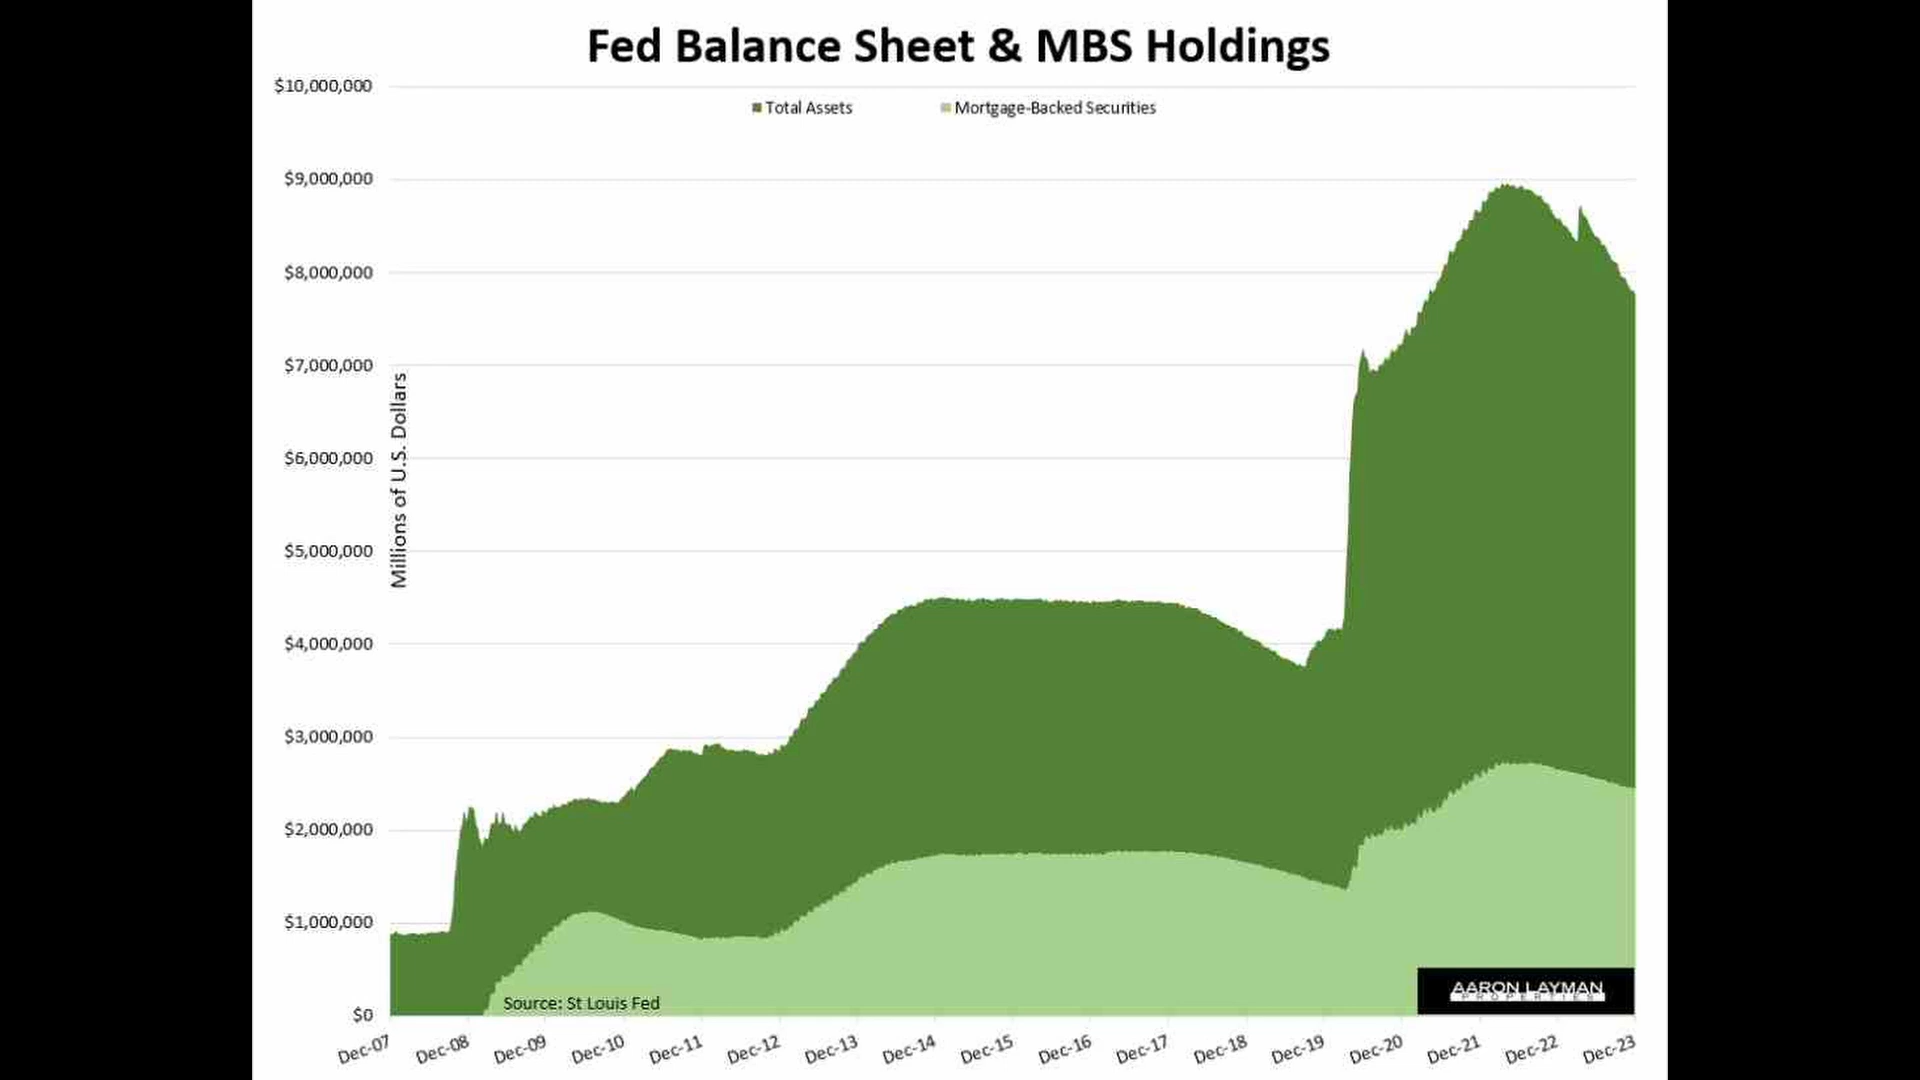 Fed Balance Sheet & MBS Holdings
Total Assets
Mortgage-Backed Securities
$10,000,000
$9,000,000
$8,000,000
$7,000,000
$6,000,000
$5,000,000
$4,000,000
$3,000,000
$2,000,000
$1,000,000
$0
Millions of U.S. Dollars
Source: St Louis Fed
AARON LAYMAN
PROPERTIES
Dec-07
Dec-08
Dec-09
Dec-10
Dec-11
Dec-12
Dec-13
Dec-14
Dec-15
Dec-16
Dec-17
Dec-18
Dec-19
Dec-20
Dec-21
Dec-22
Dec-23